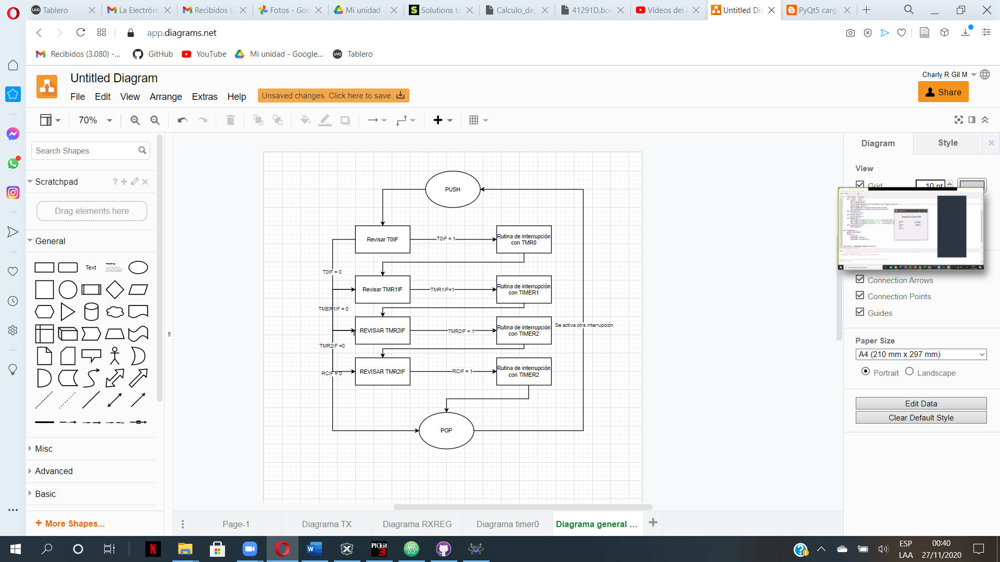 Tablero
La Electróni
Recibidos (3
Fotos - Goo
Mi unidad -
Solutions to
Calculo_de_
41291D.boo
Vídeos del c
Untitled Dia
PyQt5 carga
app.diagrams.net
Recibidos (3.080) -...
GitHub
YouTube
Mi unidad - Google...
Tablero
Untitled Diagram
Charly R Gil M
File Edit View Arrange Extras Help
Unsaved changes. Click here to save.
Share
70%
Search Shapes
Diagram
Style
View
Grid
10 pt
Scratchpad
?
Drag elements here
General
Text
Heading
PUSH
Revisar T0IF
T0IF = 1
Rutina de interrupción
con TMR0
T0IF = 0
Revisar TMR1IF
TMR1IF=1
Rutina de interrupción
con TIMER1
TMER1IF = 0
REVISAR TMR2IF
TMR2IF = 1
Rutina de interrupción
con TIMER2
Se activa otra interrupción
TMR2IF =0
REVISAR TMR2IF
RCIF = 1
Rutina de interrupción
con TIMER2
RCIF = 0
POP
Connection Arrows
Connection Points
Guides
Paper Size
A4 (210 mm x 297 mm)
Portrait
Landscape
Edit Data
Clear Default Style
Misc
Advanced
Basic
+ More Shapes...
Page-1
Diagrama TX
Diagrama RXREG
Diagrama timer0
Diagrama general ...
PICkit
3
ESP
LAA
00:40
27/11/2020